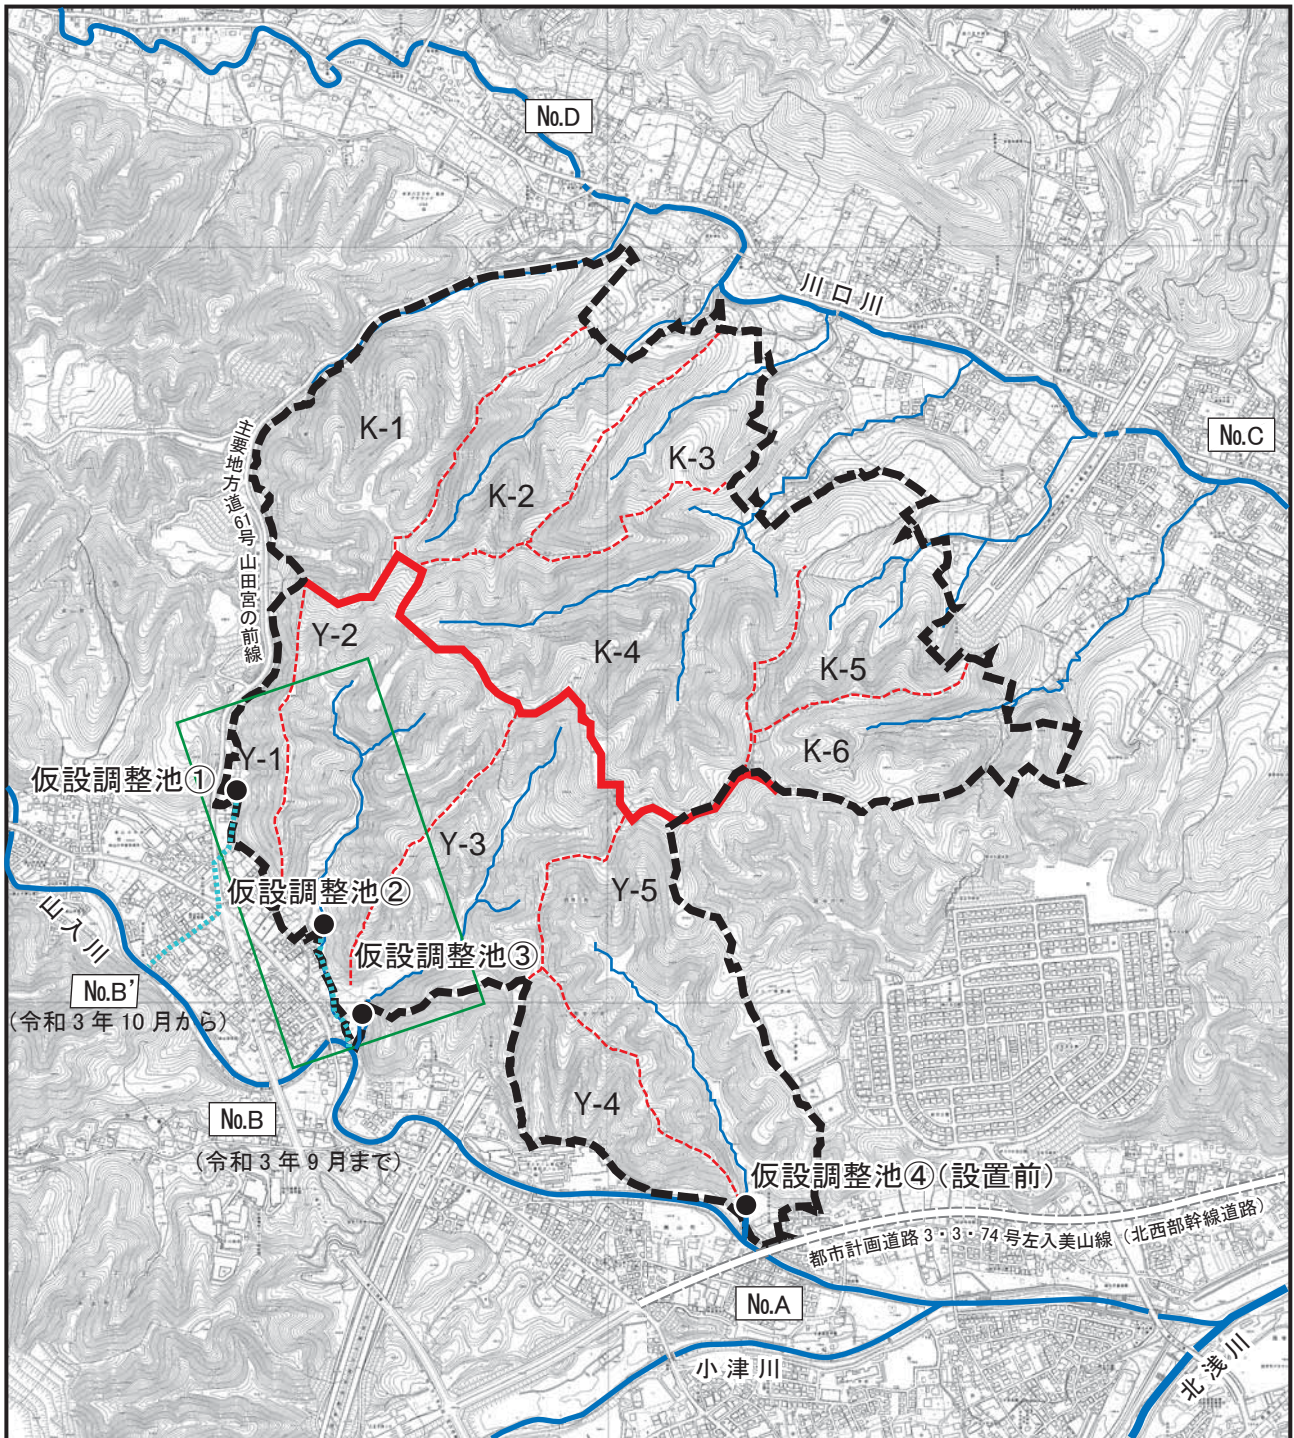 No.D
川口川
No.C
K-1
K-2
K-3
主要地方道61号 山田宮の前線
Y-2
K-4
K-5
K-6
Y-1
仮設調整池①
Y-3
仮設調整池②
Y-5
山入川
仮設調整池③
No.B'
(令和3年10月から)
Y-4
No.B
(令和3年9月まで)
仮設調整池④(設置前)
都市計画道路3・3・74号左入美山線(北西部幹線道路)
No.A
小津川
北浅川